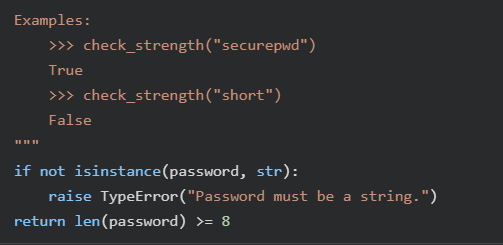 Examples:
    >>> check_strength("securepwd")
    True
    >>> check_strength("short")
    False
"""
if not isinstance(password, str):
    raise TypeError("Password must be a string.")
return len(password) >= 8